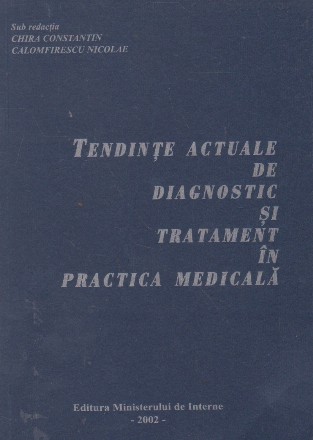 Sub redacția
CHIRA CONSTANTIN
CALOMFIRESCU NICOLAE
TENDINȚE ACTUALE
DE
DIAGNOSTIC
ȘI
TRATAMENT
ÎN
PRACTICA MEDICALĂ
Editura Ministerului de Interne
- 2002 -